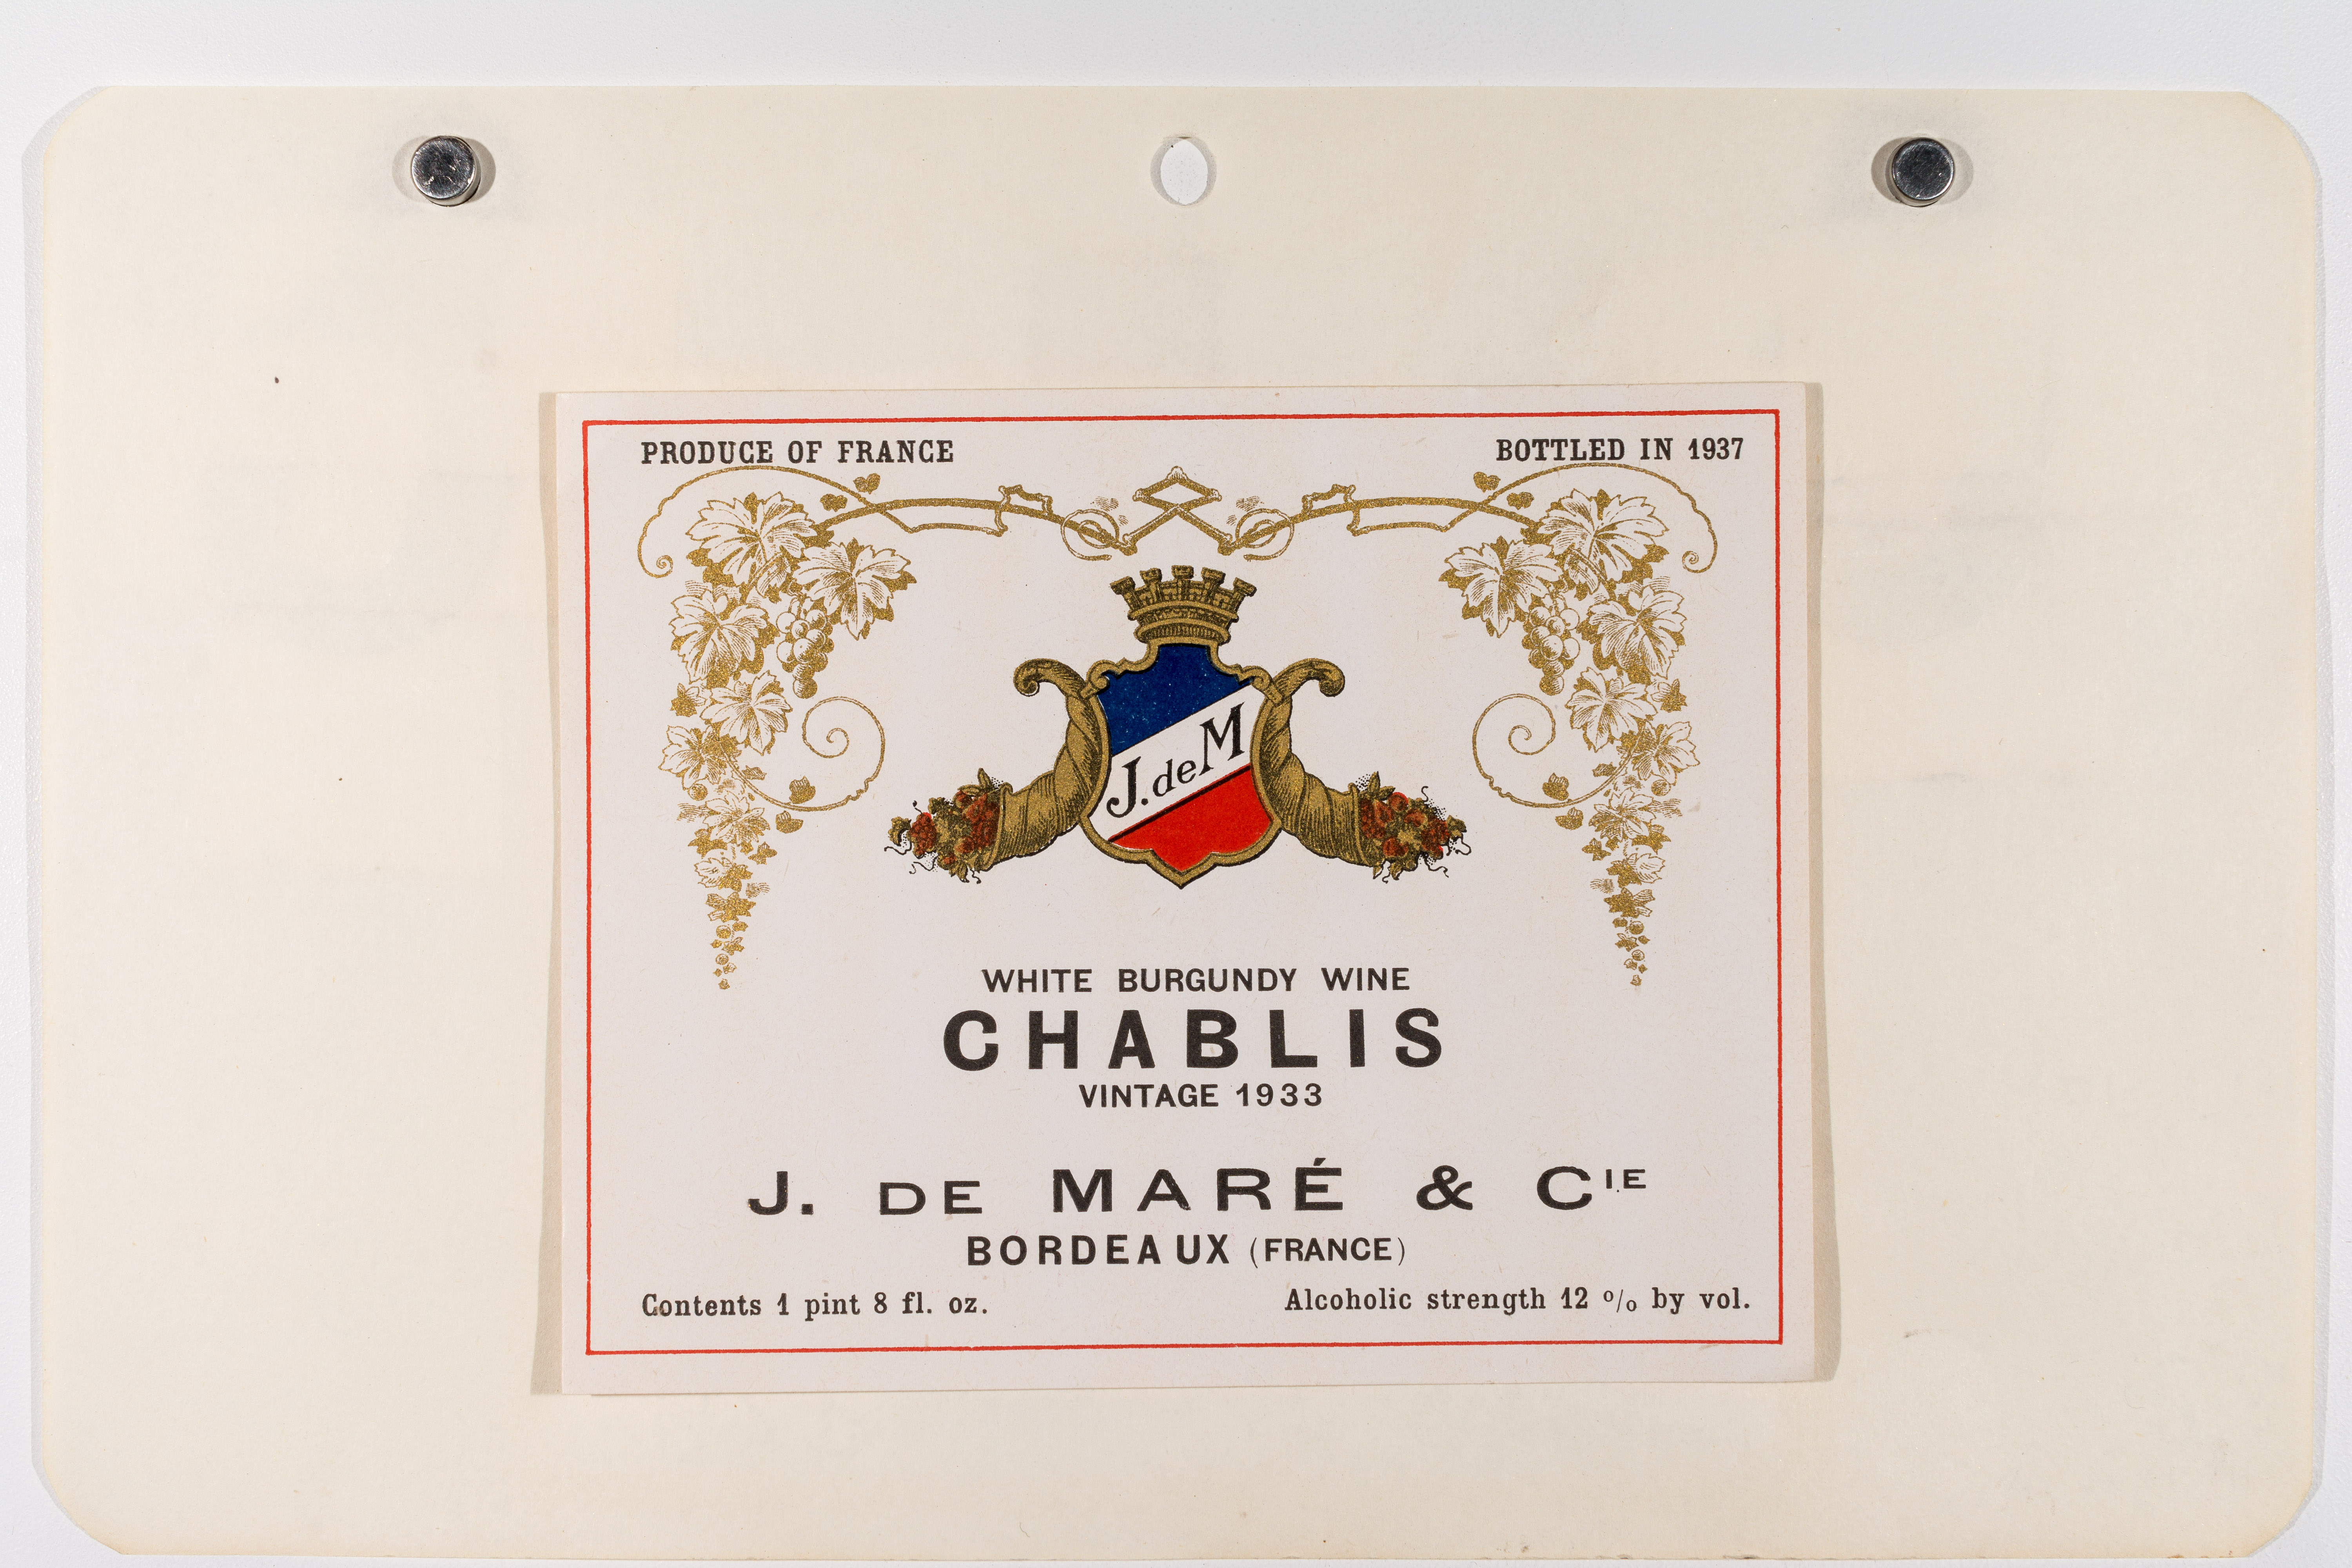 PRODUCE OF FRANCE
BOTTLED IN 1937
J. de M
WHITE BURGUNDY WINE
CHABLIS
VINTAGE 1933
J. DE MARÉ & CIE
BORDEAUX (FRANCE)
Contents 1 pint 8 fl. oz.
Alcoholic strength 12 % by vol.